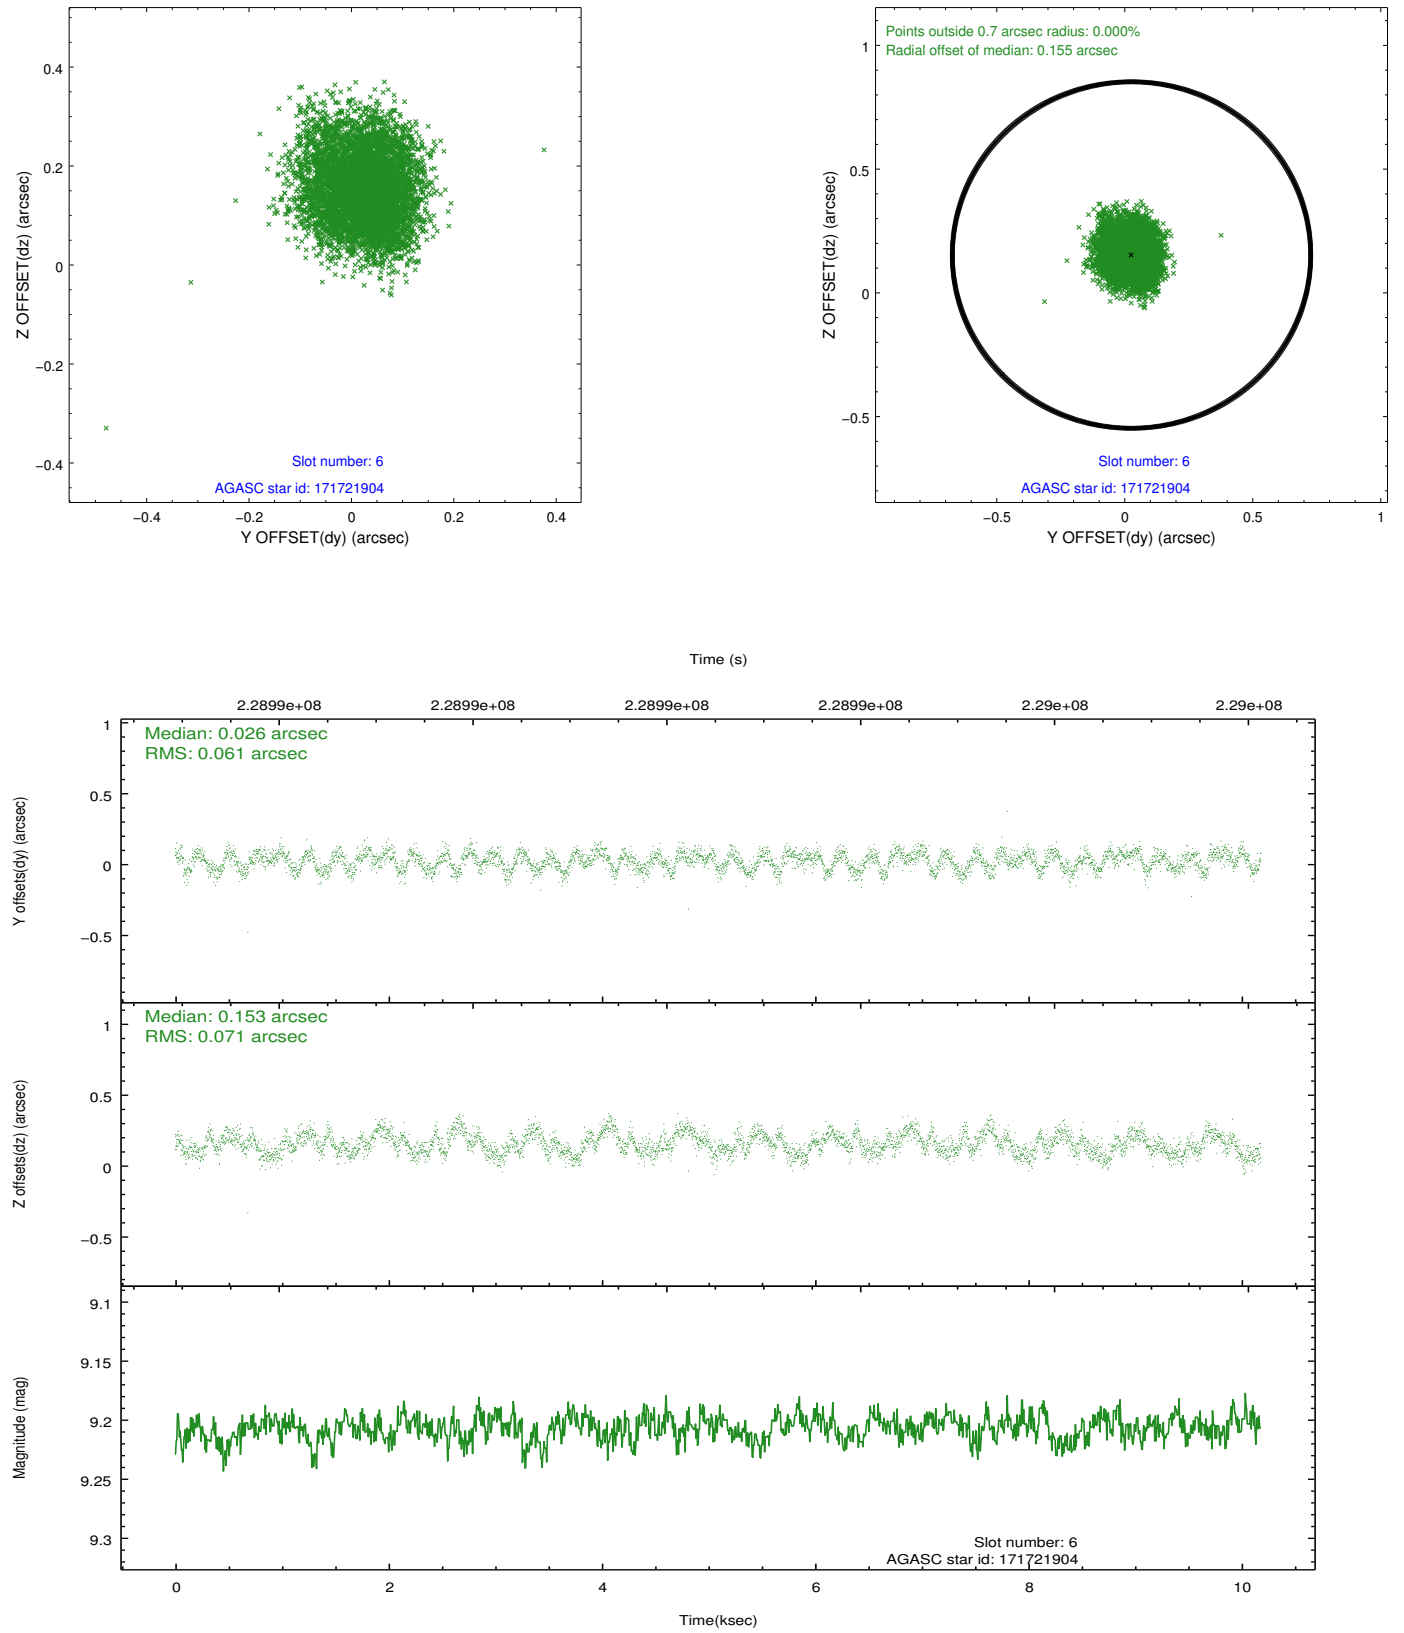 0.4
0.2
0
−0.2
−0.4
Z OFFSET(dz) (arcsec)
Slot number: 6
AGASC star id: 171721904
−0.4 −0.2 0 0.2 0.4
Y OFFSET(dy) (arcsec)
Points outside 0.7 arcsec radius: 0.000%
Radial offset of median: 0.155 arcsec
1
0.5
0
−0.5
Z OFFSET(dz) (arcsec)
Slot number: 6
AGASC star id: 171721904
−0.5 0 0.5 1
Y OFFSET(dy) (arcsec)
Time (s)
2.2899e+08 2.2899e+08 2.2899e+08 2.2899e+08 2.29e+08 2.29e+08
Median: 0.026 arcsec
RMS: 0.061 arcsec
1
0.5
0
−0.5
Y offsets(dy) (arcsec)
Median: 0.153 arcsec
RMS: 0.071 arcsec
1
0.5
0
−0.5
Z offsets(dz) (arcsec)
9.1
9.15
9.2
9.25
9.3
Magnitude (mag)
Slot number: 6
AGASC star id: 171721904
0 2 4 6 8 10
Time(ksec)